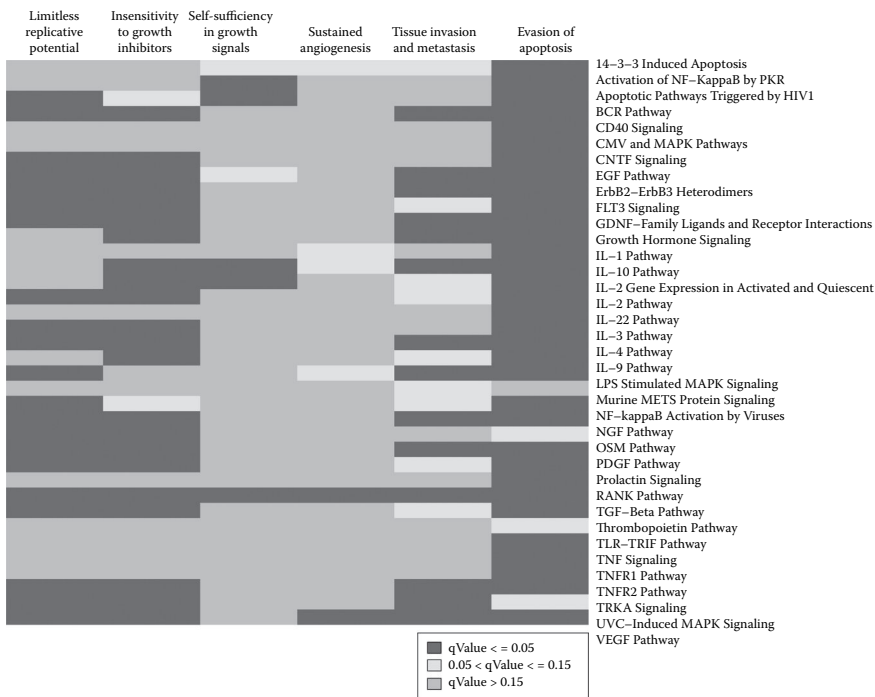 Limitless
replicative
potential
Insensitivity
to growth
inhibitors
Self-sufficiency
in growth
signals
Sustained
angiogenesis
Tissue invasion
and metastasis
Evasion of
apoptosis
14–3–3 Induced Apoptosis
Activation of NF–KappaB by PKR
Apoptotic Pathways Triggered by HIV1
BCR Pathway
CD40 Signaling
CMV and MAPK Pathways
CNTF Signaling
EGF Pathway
ErbB2–ErbB3 Heterodimers
FLT3 Signaling
GDNF–Family Ligands and Receptor Interactions
Growth Hormone Signaling
IL–1 Pathway
IL–10 Pathway
IL–2 Gene Expression in Activated and Quiescent
IL–2 Pathway
IL–22 Pathway
IL–3 Pathway
IL–4 Pathway
IL–9 Pathway
LPS Stimulated MAPK Signaling
Murine METS Protein Signaling
NF–kappaB Activation by Viruses
NGF Pathway
OSM Pathway
PDGF Pathway
Prolactin Signaling
RANK Pathway
TGF–Beta Pathway
Thrombopoietin Pathway
TLR–TRIF Pathway
TNF Signaling
TNFR1 Pathway
TNFR2 Pathway
TRKA Signaling
UVC–Induced MAPK Signaling
VEGF Pathway
qValue < = 0.05
0.05 < qValue < = 0.15
qValue > 0.15